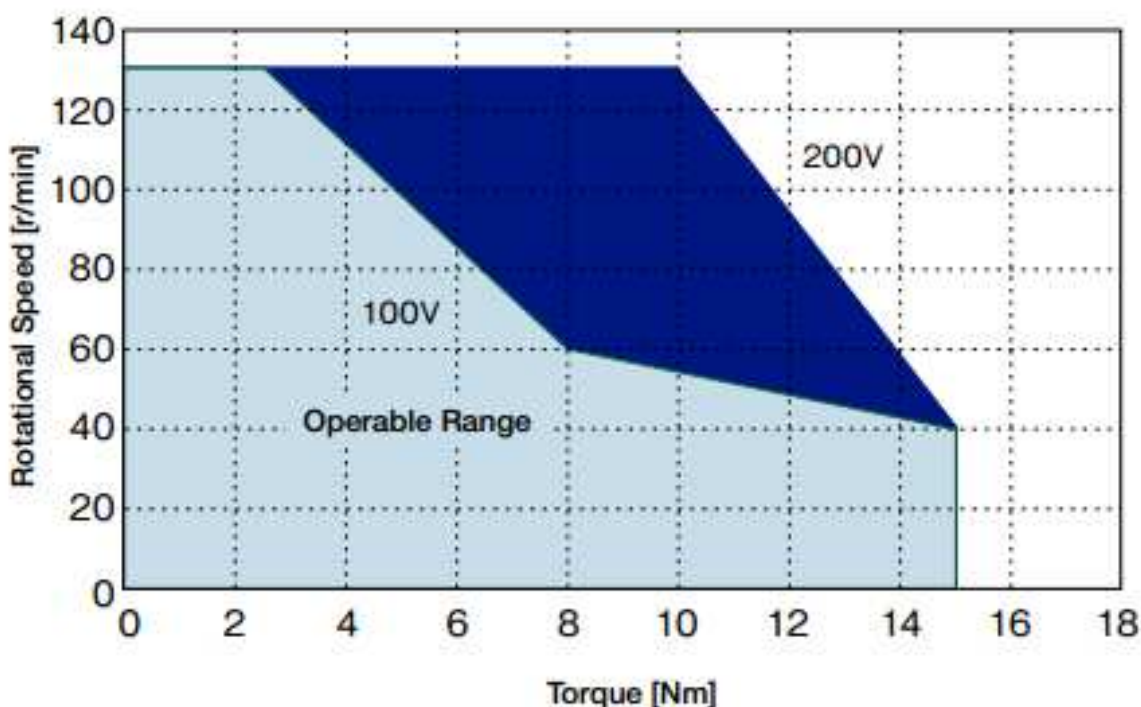 140
120
100
80
60
40
20
0
Rotational Speed [r/min]
200V
100V
Operable Range
0 2 4 6 8 10 12 14 16 18
Torque [Nm]